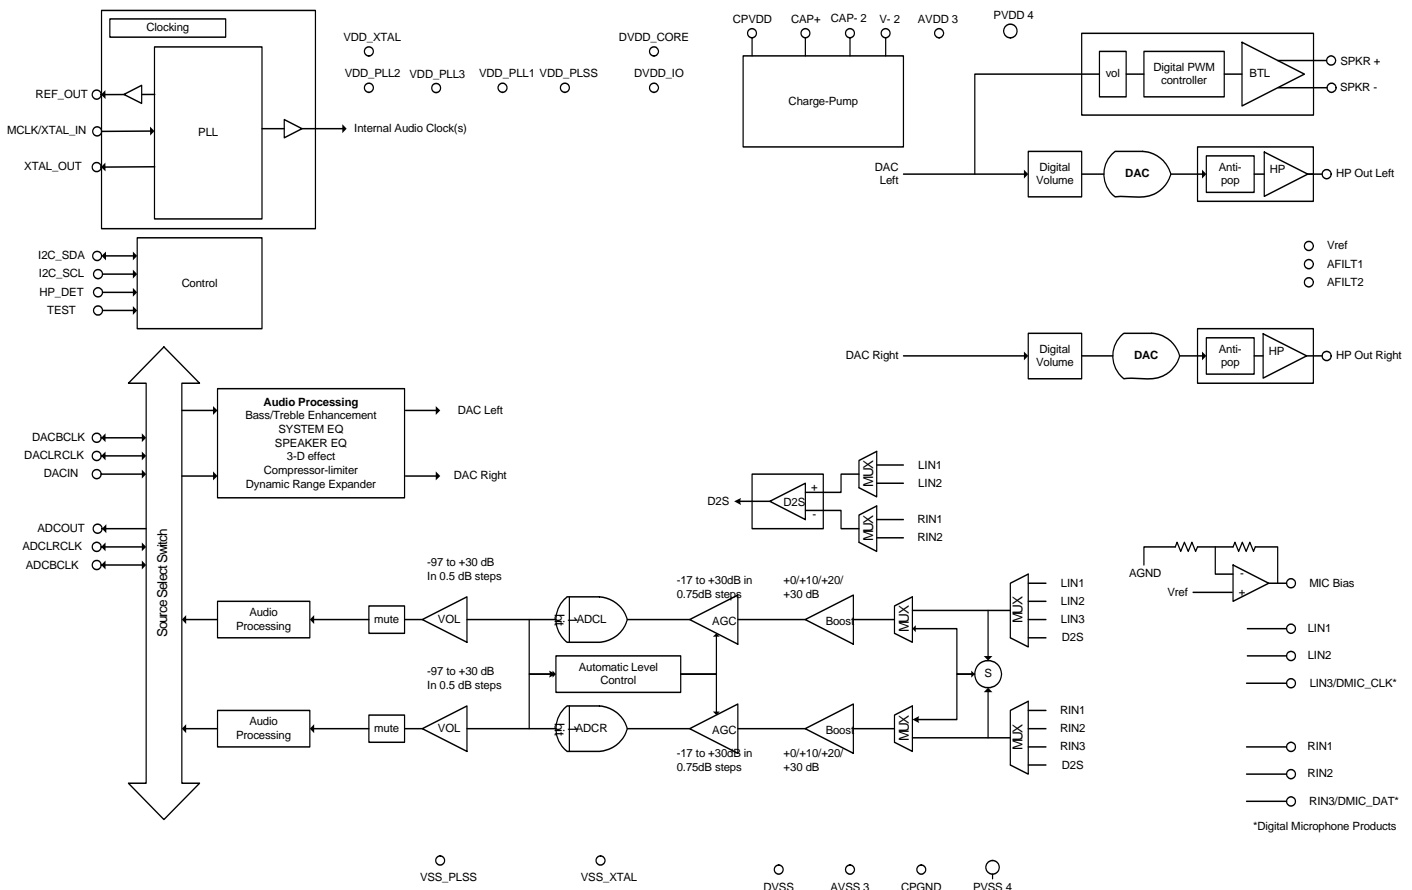 Clocking
REF_OUT
MCLK/XTAL_IN
XTAL_OUT
PLL
Internal Audio Clock(s)
VDD_XTAL
VDD_PLL2
VDD_PLL3
VDD_PLL1
VDD_PLSS
DVDD_CORE
DVDD_IO
CPVDD
CAP+
CAP- 2
V- 2
AVDD 3
PVDD 4
Charge-Pump
vol
Digital PWM
controller
BTL
SPKR +
SPKR -
DAC
Left
Digital
Volume
DAC
Anti-
pop
HP
HP Out Left
Vref
AFILT1
AFILT2
I2C_SDA
I2C_SCL
HP_DET
TEST
Control
DAC Right
Digital
Volume
DAC
Anti-
pop
HP
HP Out Right
Source Select Switch
DACBCLK
DACLRCLK
DACIN
ADCOUT
ADCLRCLK
ADCBCLK
Audio Processing
Bass/Treble Enhancement
SYSTEM EQ
SPEAKER EQ
3-D effect
Compressor-limiter
Dynamic Range Expander
DAC Left
DAC Right
D2S
D2S
+
-
MUX
LIN1
LIN2
MUX
RIN1
RIN2
-97 to +30 dB
In 0.5 dB steps
-17 to +30dB in
0.75dB steps
+0/+10/+20/
+30 dB
Audio
Processing
mute
VOL
ADCL
AGC
Boost
MUX
MUX
LIN1
LIN2
LIN3
D2S
-97 to +30 dB
In 0.5 dB steps
Automatic Level
Control
S
Audio
Processing
mute
VOL
ADCR
AGC
Boost
MUX
MUX
RIN1
RIN2
RIN3
D2S
-17 to +30dB in
0.75dB steps
+0/+10/+20/
+30 dB
AGND
Vref
-
+
MIC Bias
LIN1
LIN2
LIN3/DMIC_CLK*
RIN1
RIN2
RIN3/DMIC_DAT*
*Digital Microphone Products
VSS_PLSS
VSS_XTAL
DVSS
AVSS 3
CPGND
PVSS 4